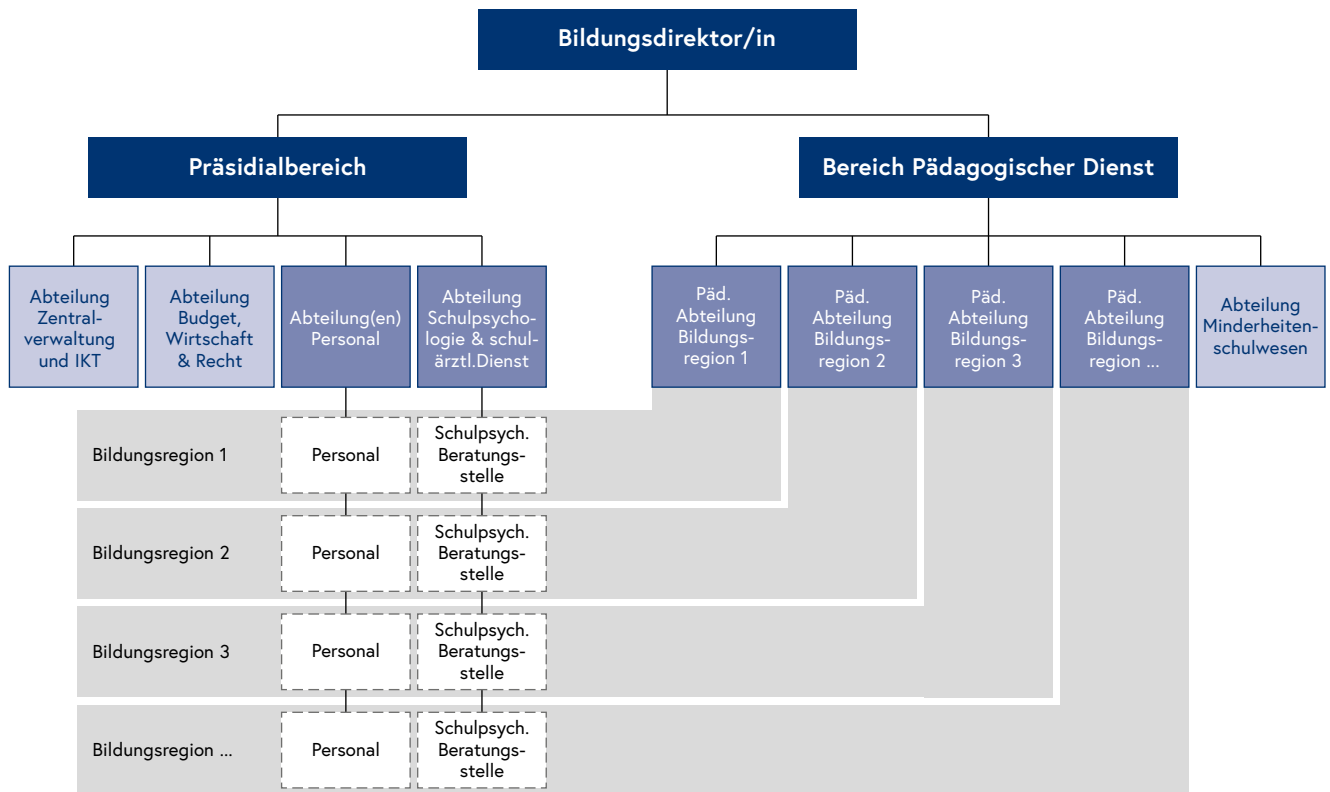 Bildungsdirektor/in
Präsidialbereich
Bereich Pädagogischer Dienst
Abteilung
Zentral-
verwaltung
und IKT
Abteilung
Budget,
Wirtschaft
& Recht
Abteilung(en)
Personal
Abteilung
Schulpsycho-
logie & schul-
ärztl.Dienst
Päd.
Abteilung
Bildungs-
region 1
Päd.
Abteilung
Bildungs-
region 2
Päd.
Abteilung
Bildungs-
region 3
Päd.
Abteilung
Bildungs-
region ...
Abteilung
Minderheiten-
schulwesen
Bildungsregion 1
Personal
Schulpsych.
Beratungs-
stelle
Bildungsregion 2
Personal
Schulpsych.
Beratungs-
stelle
Bildungsregion 3
Personal
Schulpsych.
Beratungs-
stelle
Bildungsregion ...
Personal
Schulpsych.
Beratungs-
stelle